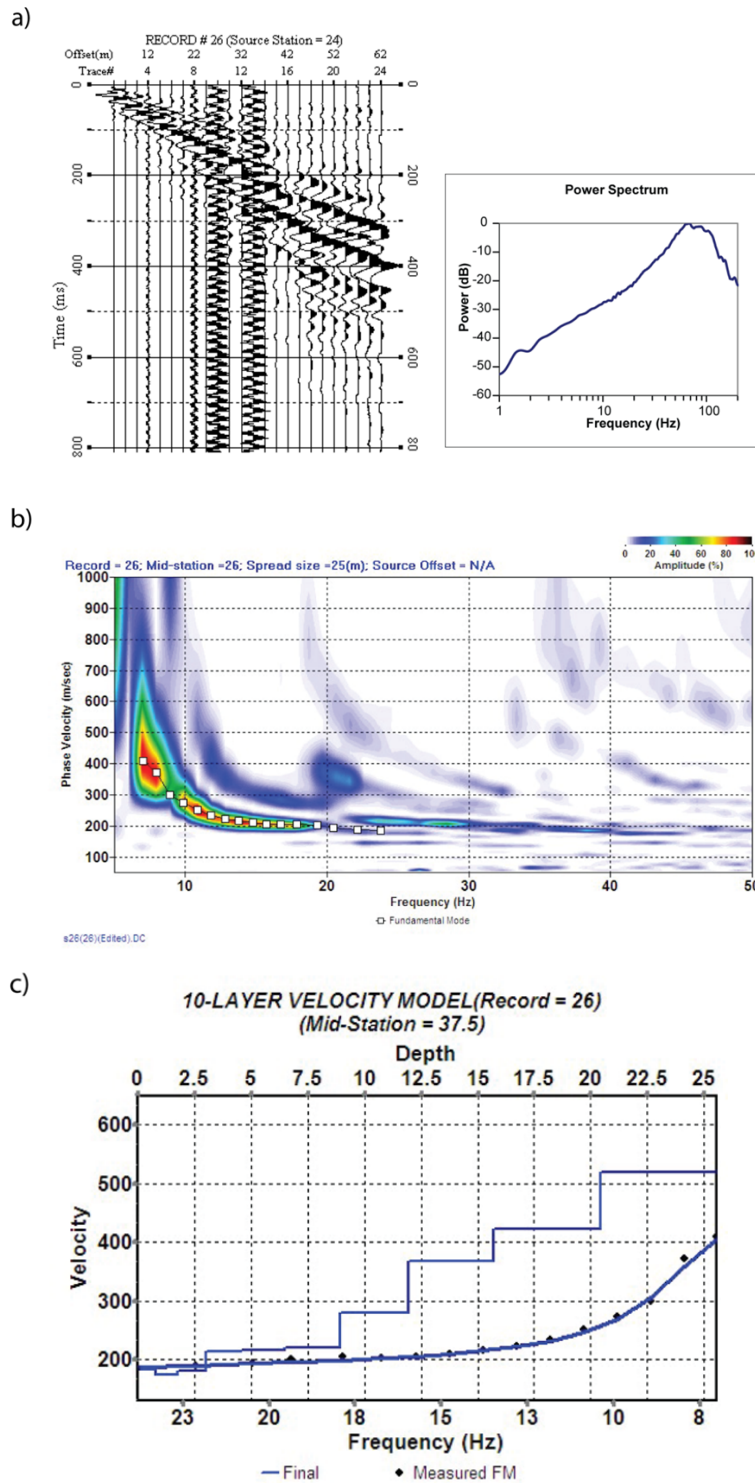 a)
RECORD # 26 (Source Station = 24)
Offset(m) 12 22 32 42 52 62
Trace# 4 8 12 16 20 24
0 0
200 200
400 400
600 600
800 80
Time (ms)
Power Spectrum
0
-10
-20
-30
-40
-50
-60
Power (dB)
1 10 100
Frequency (Hz)
b)
0 20 40 60 80 10
Amplitude (%)
Record = 26; Mid-station =26; Spread size =25(m); Source Offset = N/A
1000
900
800
700
600
500
400
300
200
100
Phase Velocity (m/sec)
10 20 30 40 50
Frequency (Hz)
Fundamental Mode
s26(26)(Edited).DC
c)
10-LAYER VELOCITY MODEL(Record = 26)
(Mid-Station = 37.5)
Depth
0 2.5 5 7.5 10 12.5 15 17.5 20 22.5 25
600
500
400
300
200
Velocity
23 20 18 15 13 10 8
Frequency (Hz)
Final Measured FM